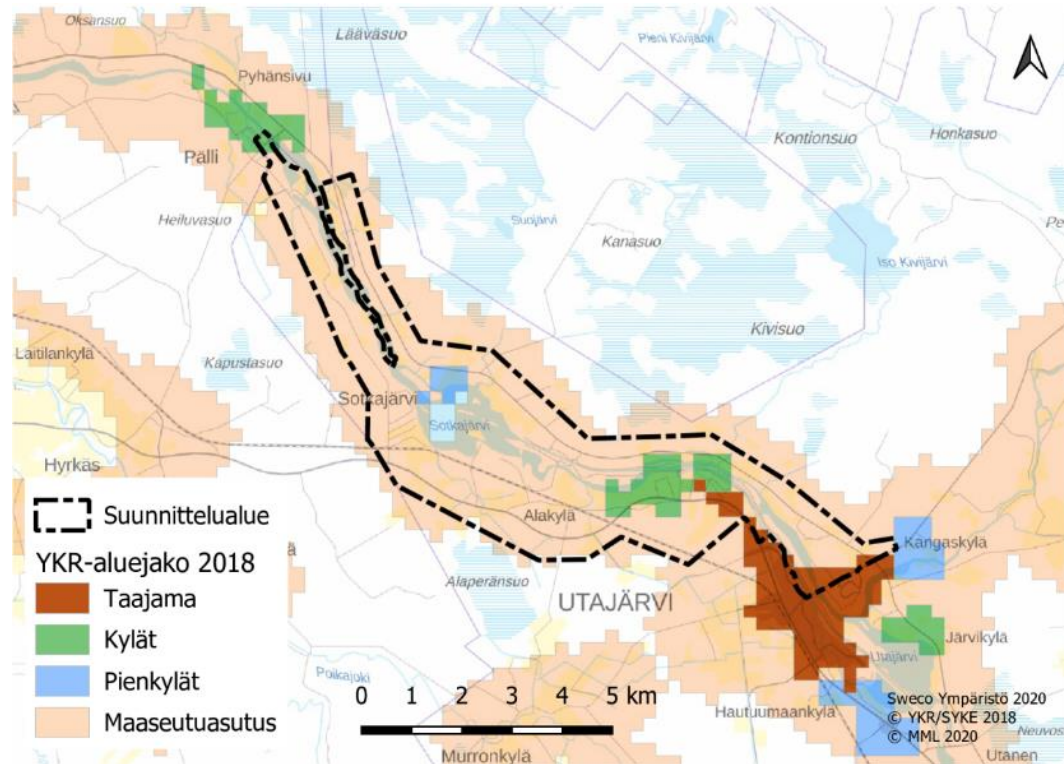 Oksansuo
Lääväsuo
Pieni Kivijärvi
Pyhänsivu
Kontionsuo
Honkasuo
Pälli
Heiluvasuo
Suojärvi
Kanasuo
Iso Kivijärvi
Kivisuo
Laitilankylä
Kapustasuo
Sotkajärvi
Sotkajärvi
Hyrkäs
Alakylä
Kangaskylä
Alaperänsuo
UTAJÄRVI
Järvikylä
Utajärvi
Poikajoki
Hautuumaankylä
Murronkylä
Utanen
Suunnittelualue
YKR-aluejako 2018
Taajama
Kylät
Pienkylät
Maaseutuasutus
0 1 2 3 4 5 km
Sweco Ympäristö 2020
© YKR/SYKE 2018
© MML 2020